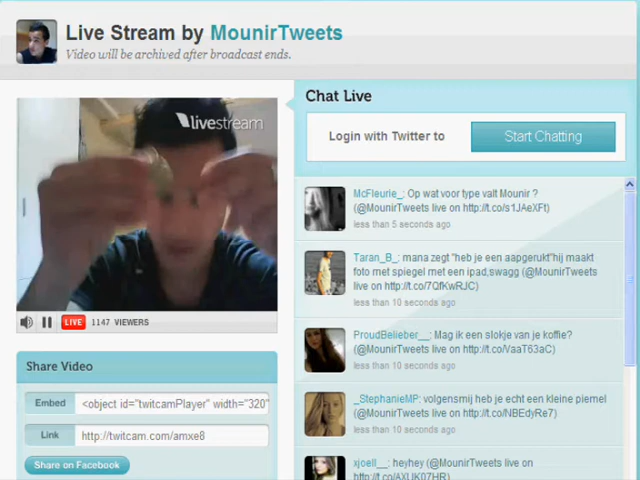 Live Stream by MounirTweets
Video will be archived after broadcast ends.
livestream
LIVE 1147 VIEWERS
Share Video
Embed <object id="twitcamPlayer" width="320"
Link http://twitcam.com/amxe8
Share on Facebook
Chat Live
Login with Twitter to Start Chatting
McFleurie_: Op wat voor type valt Mounir ?
(@MounirTweets live on http://t.co/s1JAeXFt)
less than 5 seconds ago
Taran_B_: mana zegt "heb je een aapgerukt"hij maakt
foto met spiegel met een ipad,swagg (@MounirTweets
live on http://t.co/7QfKwRJC)
less than 10 seconds ago
ProudBelieber__: Mag ik een slokje van je koffie?
(@MounirTweets live on http://t.co/VaaT63aC)
less than 10 seconds ago
_StephanieMP: volgensmij heb je echt een kleine piemel
(@MounirTweets live on http://t.co/NBEdyRe7)
less than 10 seconds ago
xjoell__: heyhey (@MounirTweets live on
http://t.co/AXUK07HR)